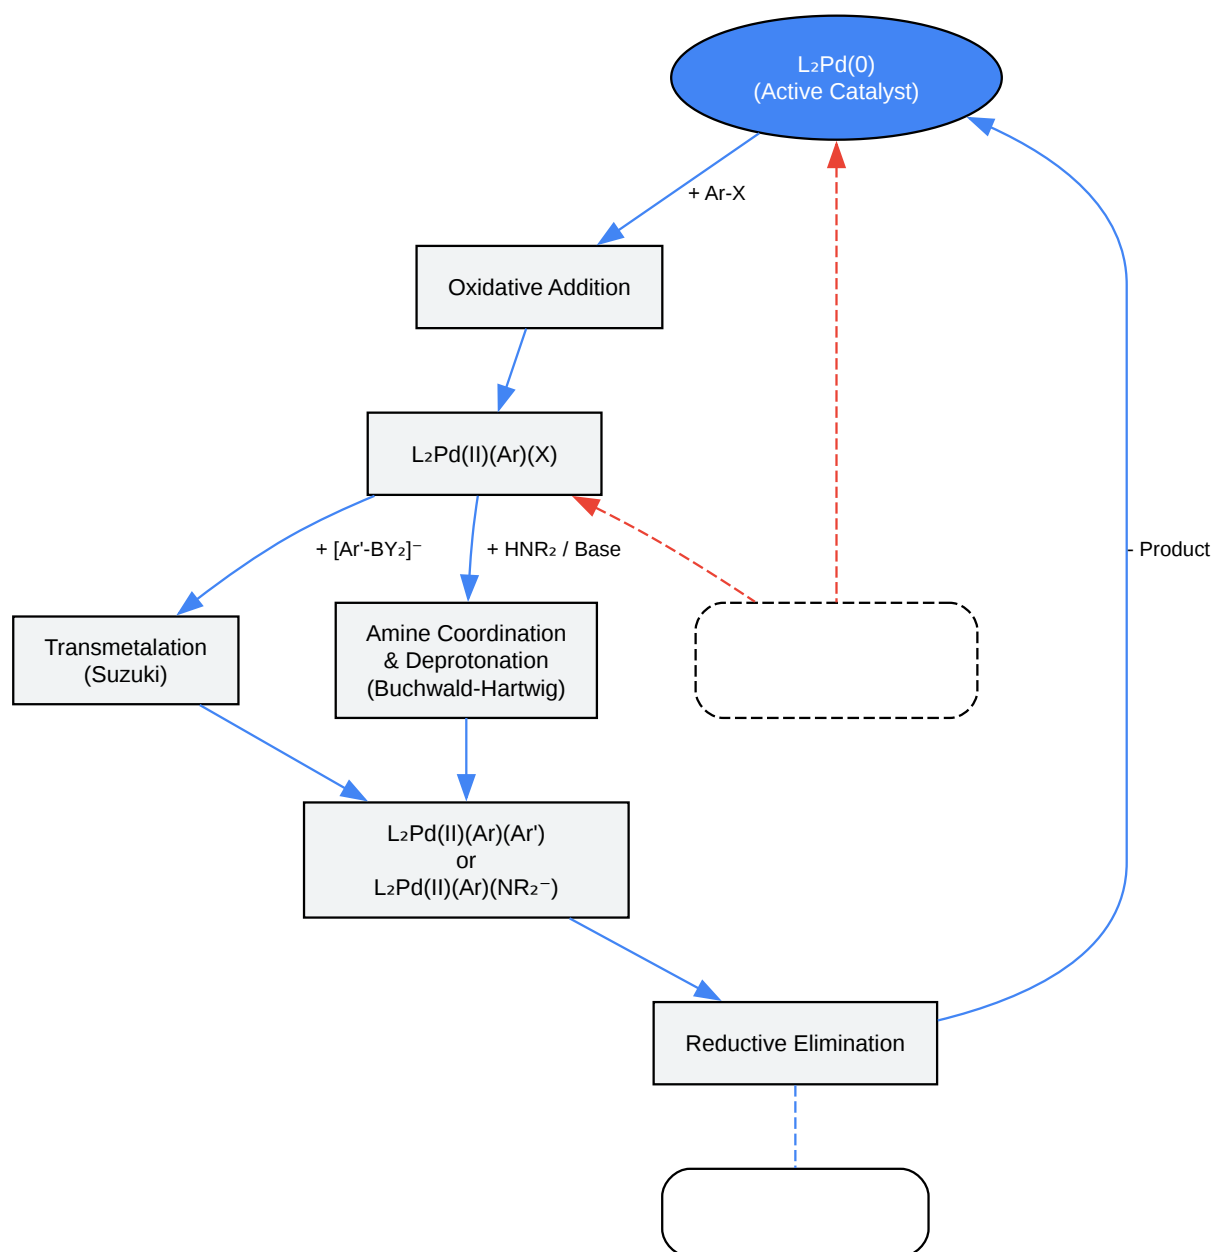 L₂Pd(0)
(Active Catalyst)
+ Ar-X
Oxidative Addition
L₂Pd(II)(Ar)(X)
+ [Ar'-BY₂]⁻
+ HNR₂ / Base
- Product
Transmetalation
(Suzuki)
Amine Coordination
& Deprotonation
(Buchwald-Hartwig)
L₂Pd(II)(Ar)(Ar')
or
L₂Pd(II)(Ar)(NR₂⁻)
Reductive Elimination